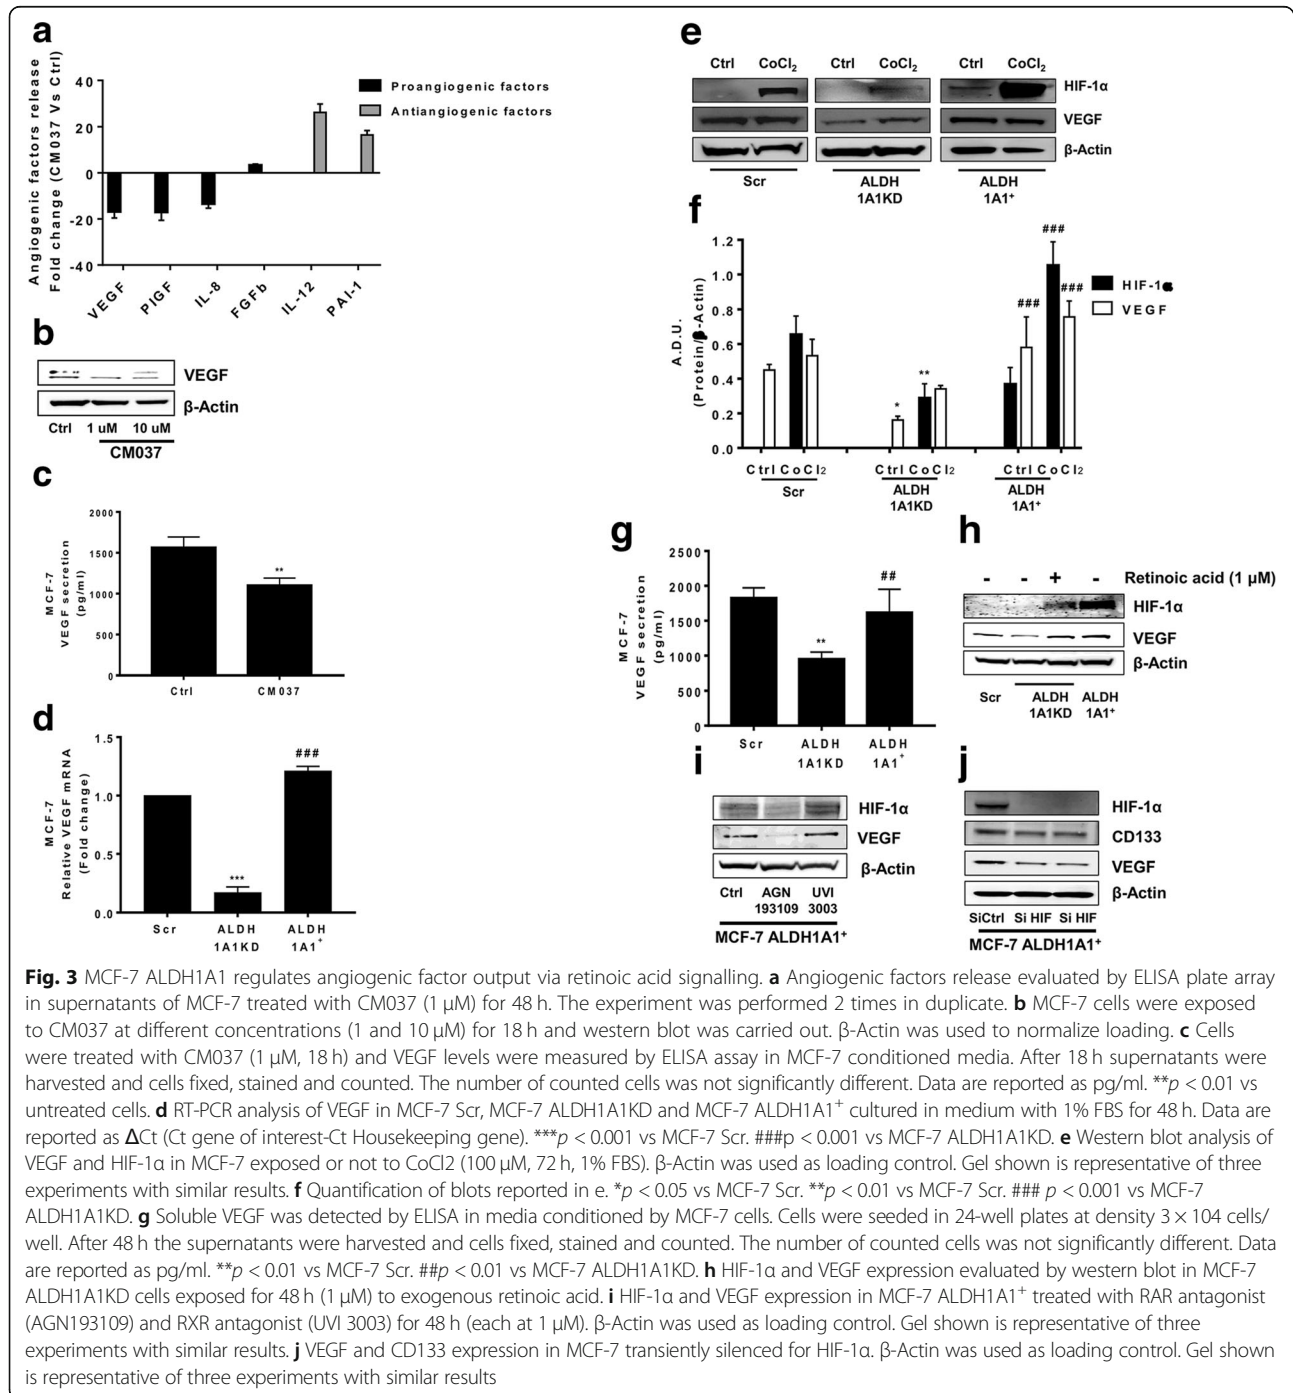 a
Angiogenic factors release
Fold change (CM037 Vs Ctrl)
40
20
0
-20
-40
Proangiogenic factors
Antiangiogenic factors
VEGF
PlGF
IL-8
FGFb
IL-12
PAI-1
b
VEGF
β-Actin
Ctrl 1 uM 10 uM
CM037
c
MCF-7
VEGF secretion
(pg/ml)
2000
1500
1000
500
0
**
Ctrl CM037
d
MCF-7
Relative VEGF mRNA
(Fold change)
1.5
1.0
0.5
0.0
***
###
Scr ALDH ALDH
1A1KD 1A1+
e
Ctrl CoCl2 Ctrl CoCl2 Ctrl CoCl2
HIF-1α
VEGF
β-Actin
Scr ALDH ALDH
1A1KD 1A1+
f
A.D.U.
(Protein/β-Actin)
1.2
1.0
0.8
0.6
0.4
0.2
0.0
*
**
###
###
###
HIF-1α
VEGF
Ctrl CoCl2 Ctrl CoCl2 Ctrl CoCl2
Scr ALDH ALDH
1A1KD 1A1+
g
MCF-7
VEGF secretion
(pg/ml)
2500
2000
1500
1000
500
0
**
##
Scr ALDH ALDH
1A1KD 1A1+
h
- - + - Retinoic acid (1 µM)
HIF-1α
VEGF
β-Actin
Scr ALDH ALDH
1A1KD 1A1+
i
HIF-1α
VEGF
β-Actin
Ctrl AGN UVI
193109 3003
MCF-7 ALDH1A1+
j
HIF-1α
CD133
VEGF
β-Actin
SiCtrl Si HIF Si HIF
MCF-7 ALDH1A1+
Fig. 3 MCF-7 ALDH1A1 regulates angiogenic factor output via retinoic acid signalling. a Angiogenic factors release evaluated by ELISA plate array
in supernatants of MCF-7 treated with CM037 (1 µM) for 48 h. The experiment was performed 2 times in duplicate. b MCF-7 cells were exposed
to CM037 at different concentrations (1 and 10 µM) for 18 h and western blot was carried out. β-Actin was used to normalize loading. c Cells
were treated with CM037 (1 µM, 18 h) and VEGF levels were measured by ELISA assay in MCF-7 conditioned media. After 18 h supernatants were
harvested and cells fixed, stained and counted. The number of counted cells was not significantly different. Data are reported as pg/ml. **p < 0.01 vs
untreated cells. d RT-PCR analysis of VEGF in MCF-7 Scr, MCF-7 ALDH1A1KD and MCF-7 ALDH1A1+ cultured in medium with 1% FBS for 48 h. Data are
reported as ΔCt (Ct gene of interest-Ct Housekeeping gene). ***p < 0.001 vs MCF-7 Scr. ###p < 0.001 vs MCF-7 ALDH1A1KD. e Western blot analysis of
VEGF and HIF-1α in MCF-7 exposed or not to CoCl2 (100 µM, 72 h, 1% FBS). β-Actin was used as loading control. Gel shown is representative of three
experiments with similar results. f Quantification of blots reported in e. *p < 0.05 vs MCF-7 Scr. **p < 0.01 vs MCF-7 Scr. ### p < 0.001 vs MCF-7
ALDH1A1KD. g Soluble VEGF was detected by ELISA in media conditioned by MCF-7 cells. Cells were seeded in 24-well plates at density 3 × 104 cells/
well. After 48 h the supernatants were harvested and cells fixed, stained and counted. The number of counted cells was not significantly different. Data
are reported as pg/ml. **p < 0.01 vs MCF-7 Scr. ##p < 0.01 vs MCF-7 ALDH1A1KD. h HIF-1α and VEGF expression evaluated by western blot in MCF-7
ALDH1A1KD cells exposed for 48 h (1 µM) to exogenous retinoic acid. i HIF-1α and VEGF expression in MCF-7 ALDH1A1+ treated with RAR antagonist
(AGN193109) and RXR antagonist (UVI 3003) for 48 h (each at 1 µM). β-Actin was used as loading control. Gel shown is representative of three
experiments with similar results. j VEGF and CD133 expression in MCF-7 transiently silenced for HIF-1α. β-Actin was used as loading control. Gel shown
is representative of three experiments with similar results